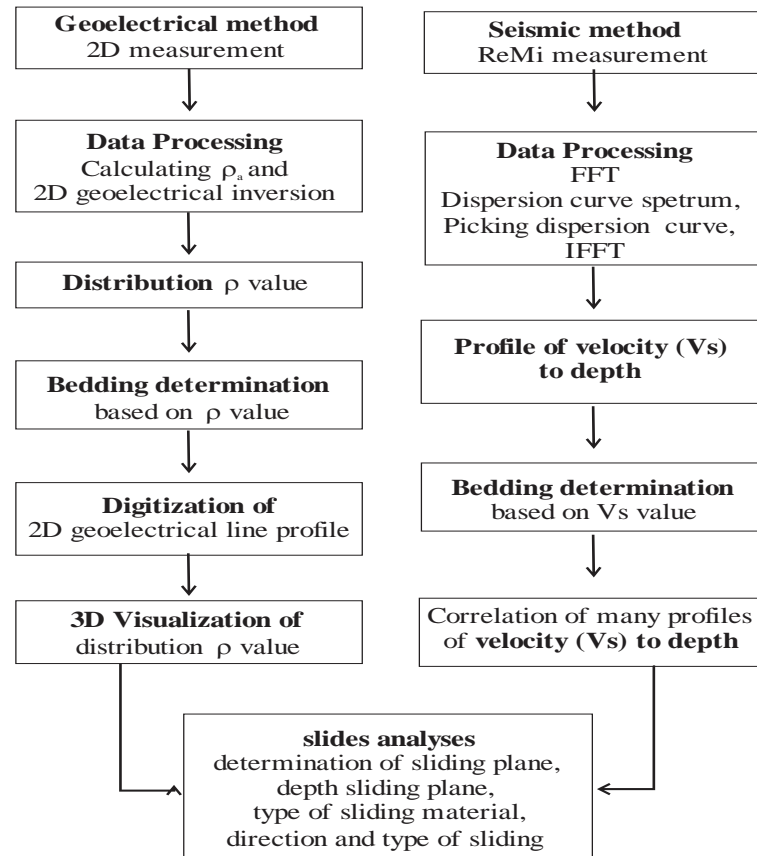 Geoelectrical method
2D measurement
Data Processing
Calculating ρa and
2D geoelectrical inversion
Distribution ρ value
Bedding determination
based on ρ value
Digitization of
2D geoelectrical line profile
3D Visualization of
distribution ρ value
Seismic method
ReMi measurement
Data Processing
FFT
Dispersion curve spetrum,
Picking dispersion curve,
IFFT
Profile of velocity (Vs)
to depth
Bedding determination
based on Vs value
Correlation of many profiles
of velocity (Vs) to depth
slides analyses
determination of sliding plane,
depth sliding plane,
type of sliding material,
direction and type of sliding